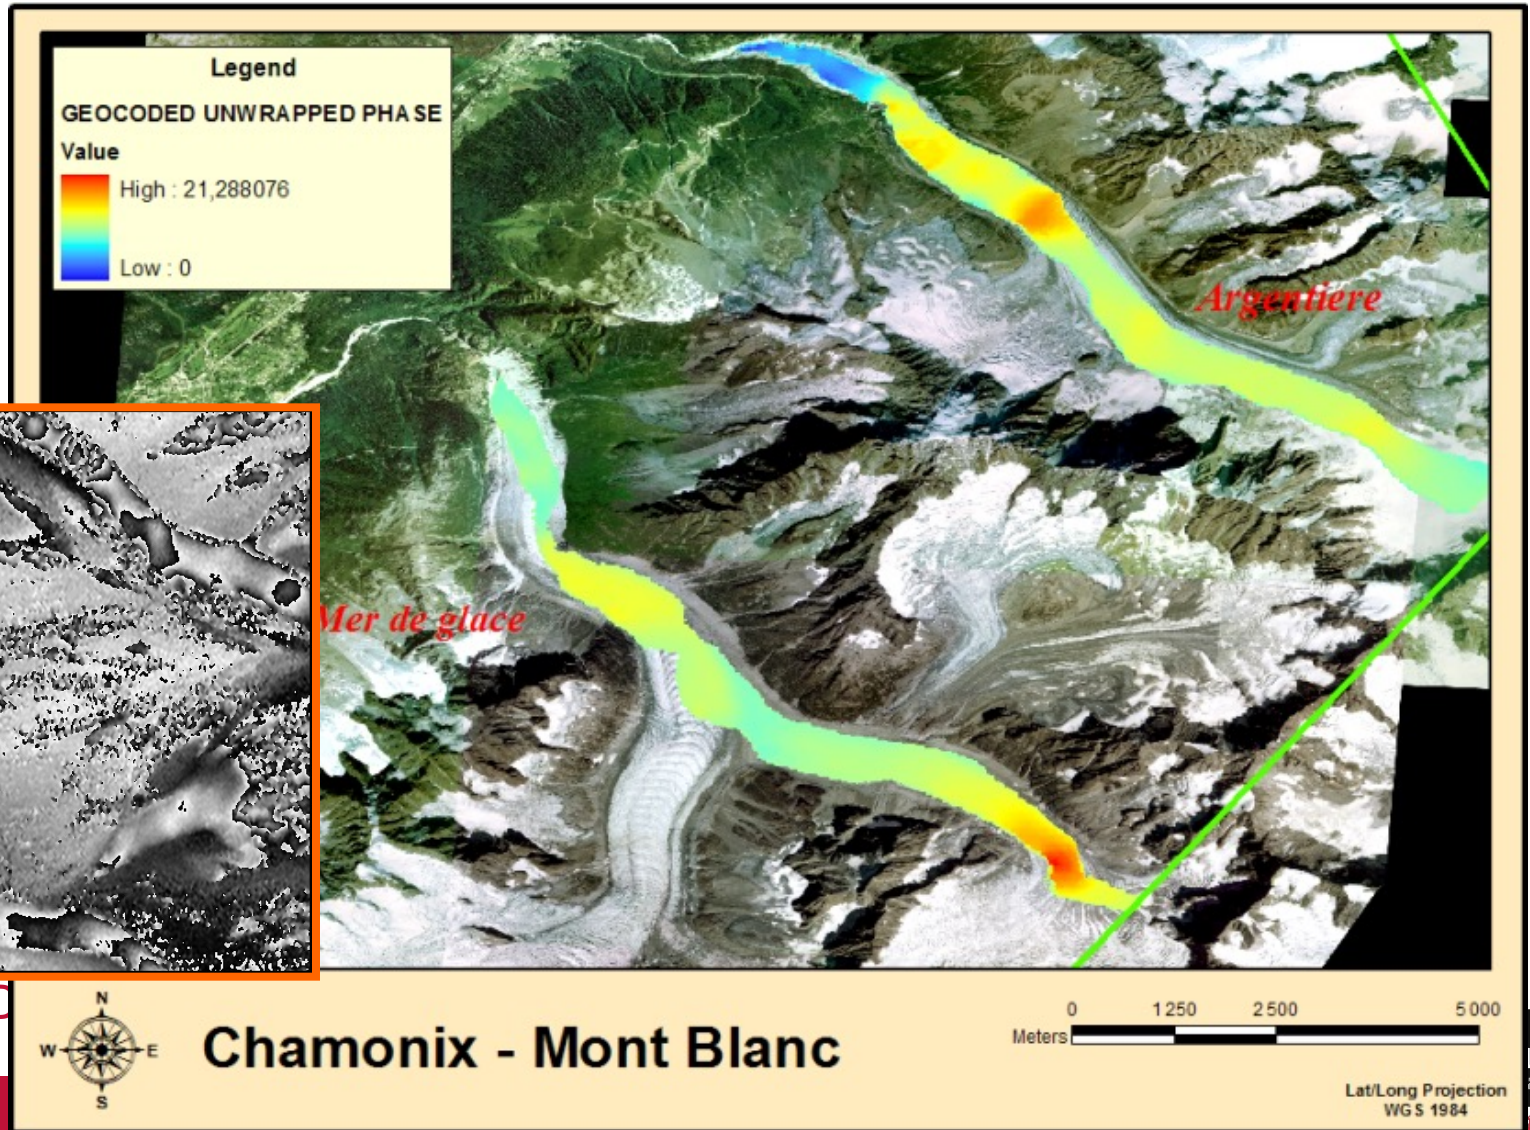 Legend
GEOCODED UNWRAPPED PHASE
Value
High : 21,288076
Low : 0
Argentiere
Mer de glace
N
W E
S
Chamonix - Mont Blanc
0 1250 2500 5000
Meters
Lat/Long Projection
WGS 1984